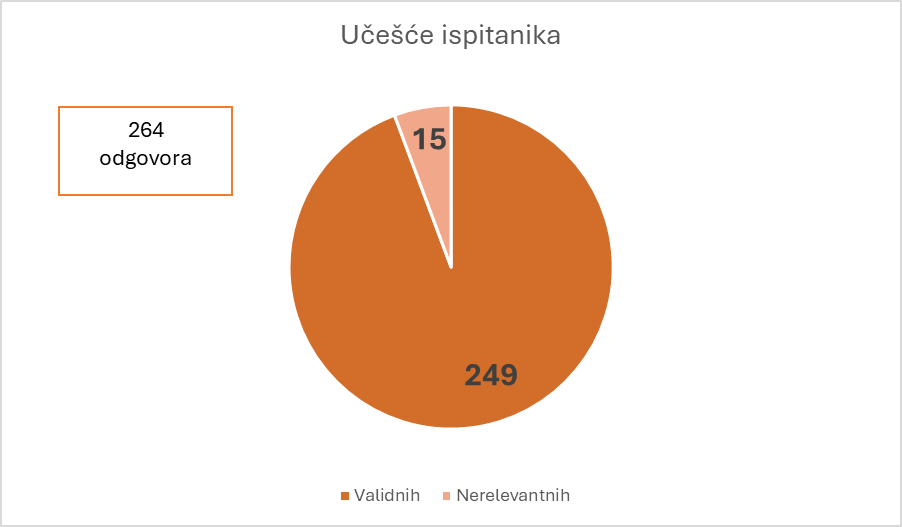 Učešće ispitanika
264
odgovora
15
249
Validnih
Nerelevantnih